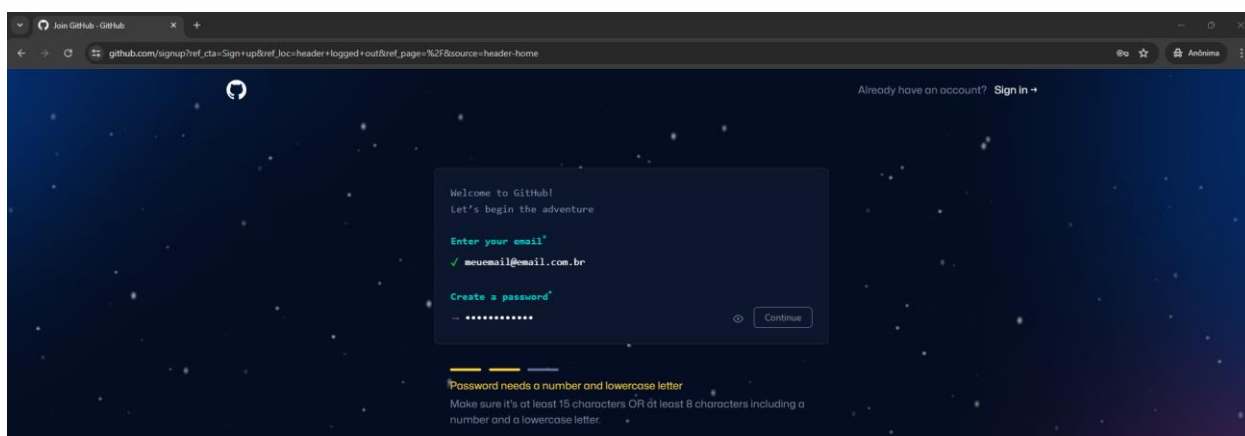 Join GitHub · GitHub
github.com/signup?ref_cta=Sign+up&ref_loc=header+logged+out&ref_page=%2F&source=header-home
Anônima
Already have an account? Sign in →
Welcome to GitHub!
Let's begin the adventure
Enter your email*
✓ meuemail@email.com.br
Create a password*
→ ••••••••••••
Continue
Password needs a number and lowercase letter
Make sure it's at least 15 characters OR at least 8 characters including a
number and a lowercase letter.